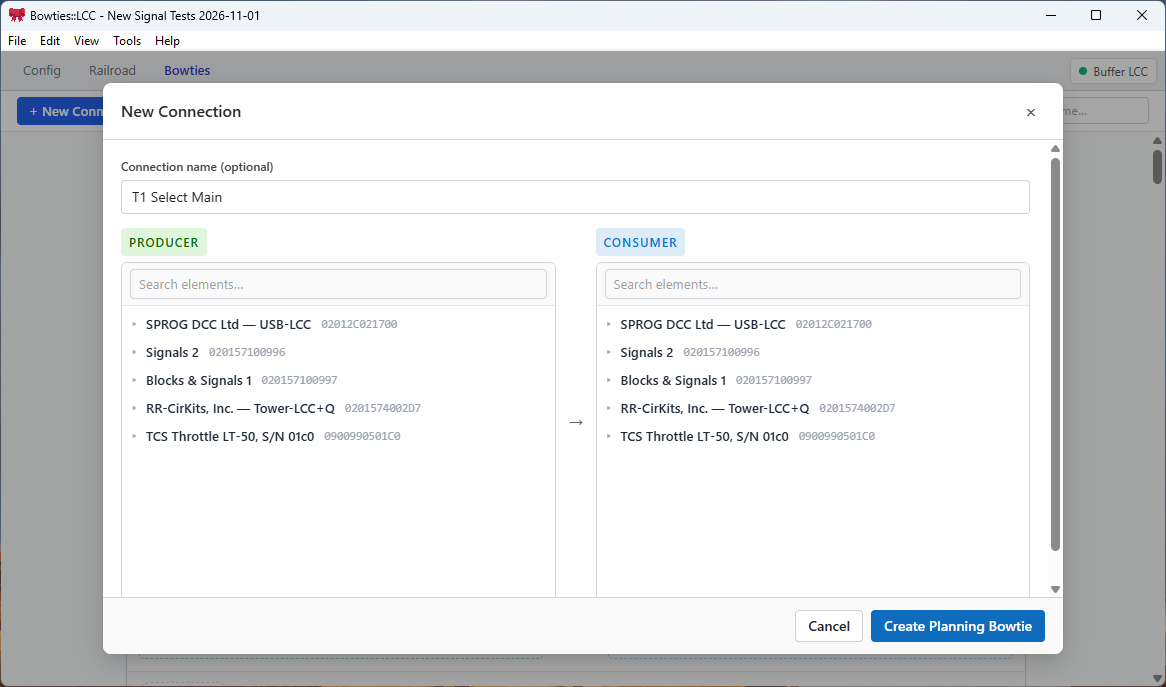 Bowties::LCC - New Signal Tests 2026-11-01
File Edit View Tools Help
Config Railroad Bowties Buffer LCC
+ New Conn
me...
New Connection ×
Connection name (optional)
T1 Select Main
PRODUCER
Search elements...
SPROG DCC Ltd — USB-LCC 02012C021700
Signals 2 020157100996
Blocks & Signals 1 020157100997
RR-CirKits, Inc. — Tower-LCC+Q 0201574002D7
TCS Throttle LT-50, S/N 01c0 0900990501C0
→
CONSUMER
Search elements...
SPROG DCC Ltd — USB-LCC 02012C021700
Signals 2 020157100996
Blocks & Signals 1 020157100997
RR-CirKits, Inc. — Tower-LCC+Q 0201574002D7
TCS Throttle LT-50, S/N 01c0 0900990501C0
Cancel Create Planning Bowtie